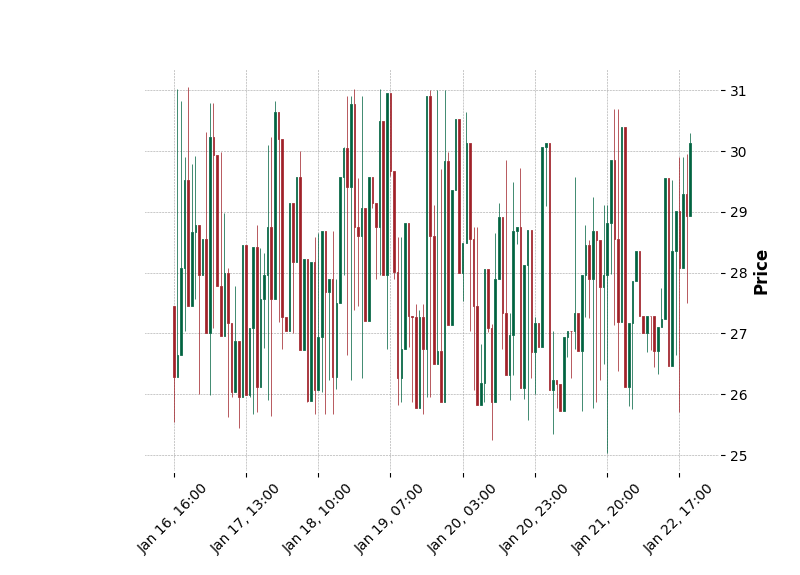 31
30
29
28
27
26
25
Price
Jan 16, 16:00
Jan 17, 13:00
Jan 18, 10:00
Jan 19, 07:00
Jan 20, 03:00
Jan 20, 23:00
Jan 21, 20:00
Jan 22, 17:00